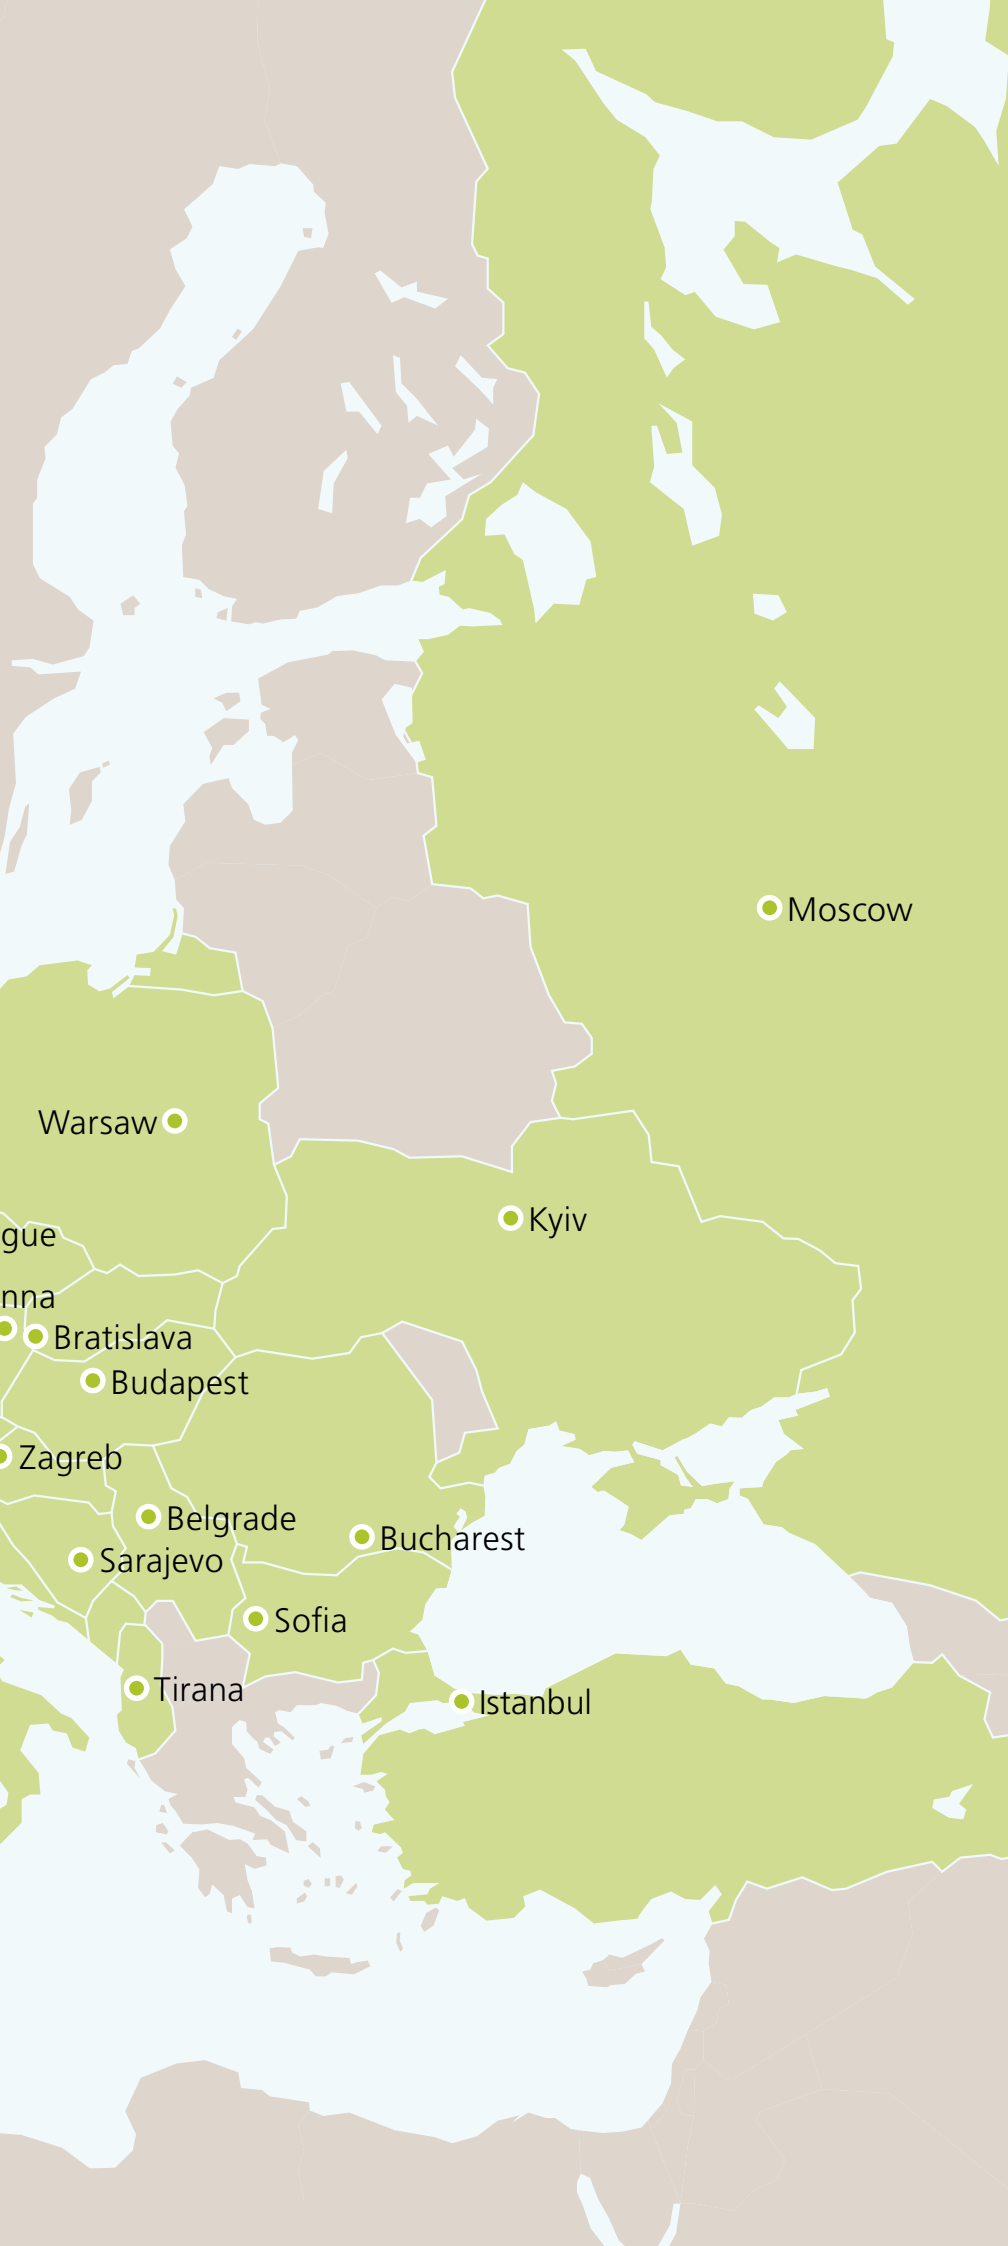 Moscow
Warsaw
Kyiv
gue
nna
Bratislava
Budapest
Zagreb
Belgrade
Bucharest
Sarajevo
Sofia
Tirana
Istanbul